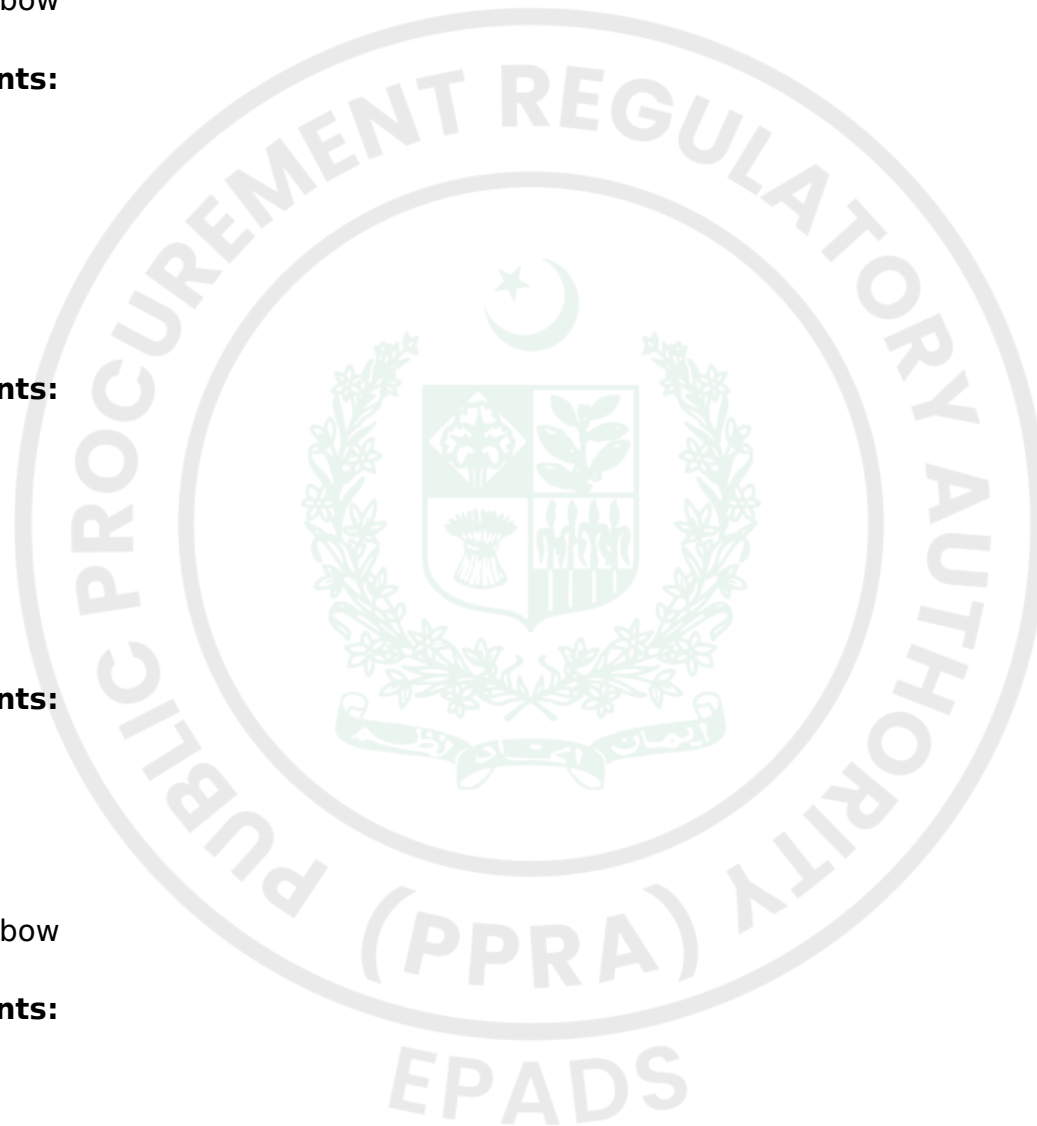 bow
nts:
nts:
nts:
bow
nts:
PUBLIC PROCUREMENT REGULATORY AUTHORITY
(PPRA)
EPADS